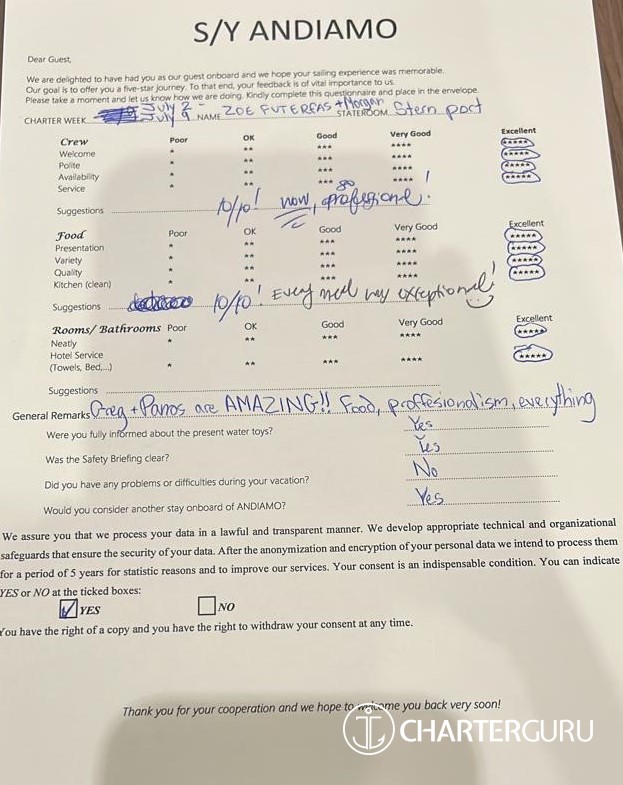 S/Y ANDIAMO
Dear Guest,
We are delighted to have had you as our guest onboard and we hope your sailing experience was memorable.
Our goal is to offer you a five-star journey. To that end, your feedback is of vital importance to us.
Please take a moment and let us know how we are doing. Kindly complete this questionnaire and place in the envelope.
CHARTER WEEK July 2 - July 9 NAME ZOE FUTERFAS + Morgan STATEROOM Stern port
Crew Poor OK Good Very Good Excellent
Welcome * ** *** **** *****
Polite * ** *** **** *****
Availability * ** *** **** *****
Service * ** *** **** *****
Suggestions 10/10! wow, so professional!
Food Poor OK Good Very Good Excellent
Presentation * ** *** **** *****
Variety * ** *** **** *****
Quality * ** *** **** *****
Kitchen (clean) * ** *** **** *****
Suggestions 10/10! Every meal was exceptional!
Rooms/ Bathrooms Poor OK Good Very Good Excellent
Neatly * ** *** **** *****
Hotel Service
(Towels, Bed,...) * ** *** **** *****
Suggestions
General Remarks Greg + Panos are AMAZING!! Food, proffesionalism, everything
Were you fully informed about the present water toys? Yes
Was the Safety Briefing clear? Yes
Did you have any problems or difficulties during your vacation? No
Would you consider another stay onboard of ANDIAMO? Yes
We assure you that we process your data in a lawful and transparent manner. We develop appropriate technical and organizational
safeguards that ensure the security of your data. After the anonymization and encryption of your personal data we intend to process them
for a period of 5 years for statistic reasons and to improve our services. Your consent is an indispensable condition. You can indicate
YES or NO at the ticked boxes:
YES NO
You have the right of a copy and you have the right to withdraw your consent at any time.
Thank you for your cooperation and we hope to welcome you back very soon!
CHARTERGURU